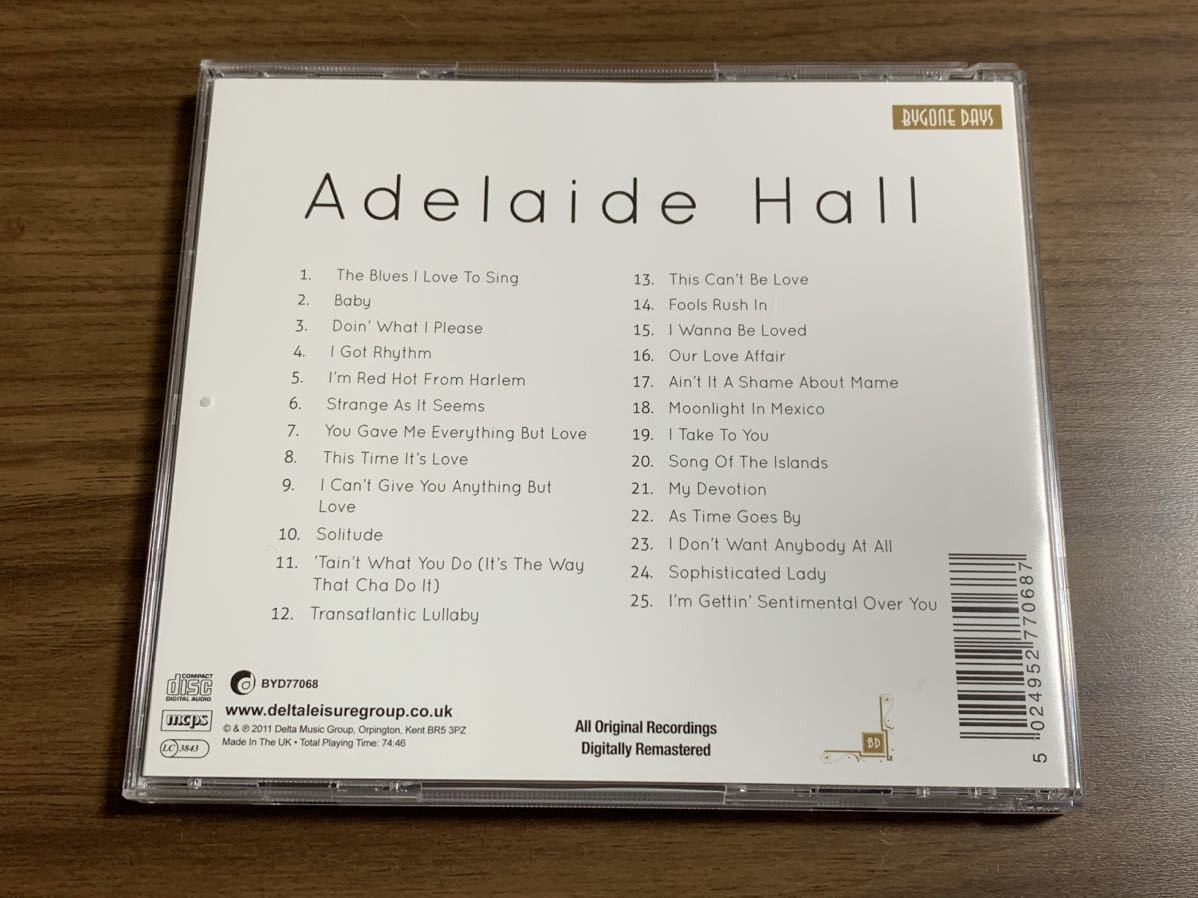 BYGONE DAYS
Adelaide Hall
1. The Blues I Love To Sing
2. Baby
3. Doin' What I Please
4. I Got Rhythm
5. I'm Red Hot From Harlem
6. Strange As It Seems
7. You Gave Me Everything But Love
8. This Time It's Love
9. I Can't Give You Anything But
Love
10. Solitude
11. 'Tain't What You Do (It's The Way
That Cha Do It)
12. Transatlantic Lullaby
13. This Can't Be Love
14. Fools Rush In
15. I Wanna Be Loved
16. Our Love Affair
17. Ain't It A Shame About Mame
18. Moonlight In Mexico
19. I Take To You
20. Song Of The Islands
21. My Devotion
22. As Time Goes By
23. I Don't Want Anybody At All
24. Sophisticated Lady
25. I'm Gettin' Sentimental Over You
COMPACT
disc
DIGITAL AUDIO
BYD77068
mcps
www.deltaleisuregroup.co.uk
LC 3843
© & ℗ 2011 Delta Music Group, Orpington, Kent BR5 3PZ
Made In The UK • Total Playing Time: 74:46
All Original Recordings
Digitally Remastered
BD
5 024952 770687